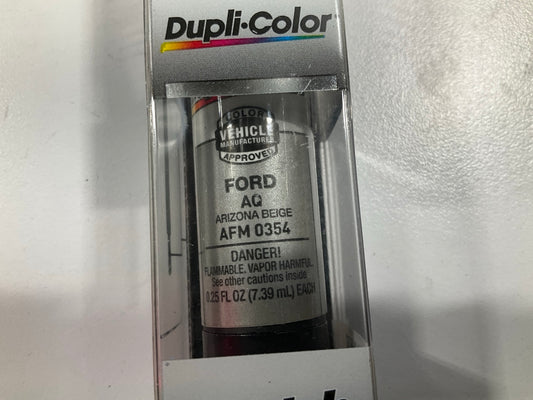 Dupli-Color
COLOR
VEHICLE
MANUFACTURER
APPROVED
FORD
AQ
ARIZONA BEIGE
AFM 0354
DANGER!
FLAMMABLE. VAPOR HARMFUL.
See other cautions inside
0.25 FL OZ (7.39 mL) EACH